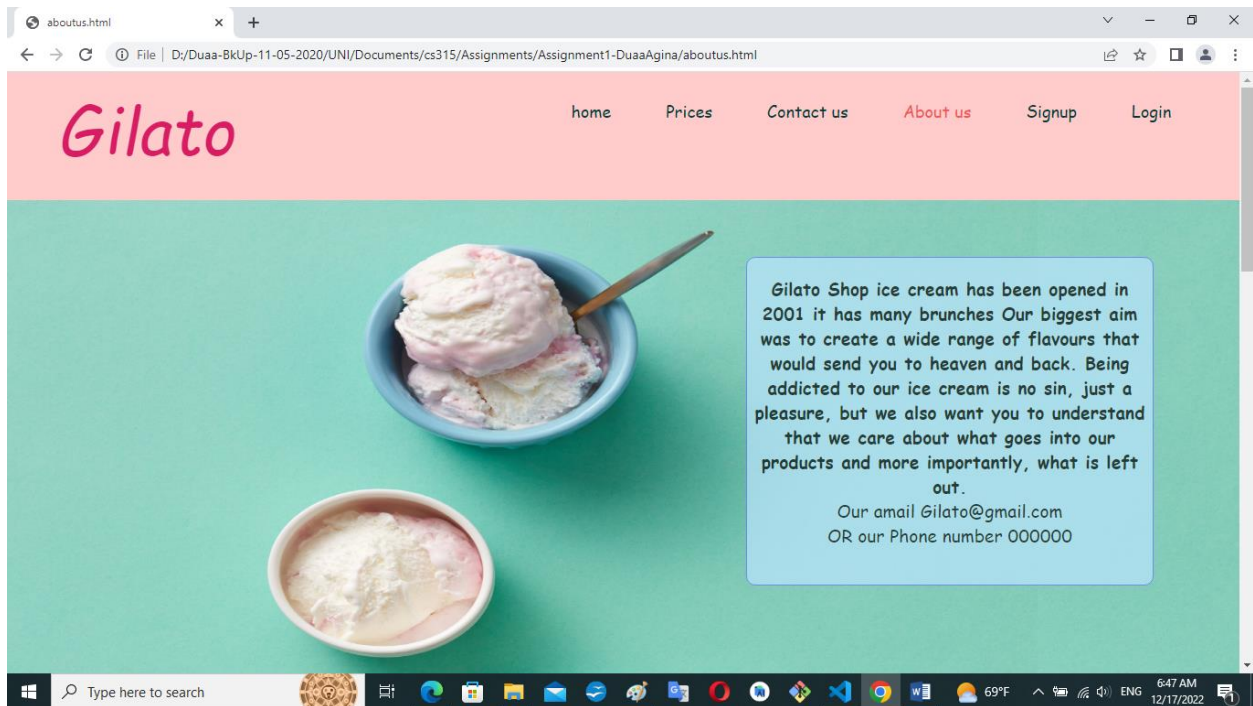 aboutus.html
File | D:/Duaa-BkUp-11-05-2020/UNI/Documents/cs315/Assignments/Assignment1-DuaaAgina/aboutus.html
Gilato
home Prices Contact us About us Signup Login
Gilato Shop ice cream has been opened in
2001 it has many brunches Our biggest aim
was to create a wide range of flavours that
would send you to heaven and back. Being
addicted to our ice cream is no sin, just a
pleasure, but we also want you to understand
that we care about what goes into our
products and more importantly, what is left
out.
Our amail Gilato@gmail.com
OR our Phone number 000000
Type here to search
69°F
ENG
6:47 AM
12/17/2022